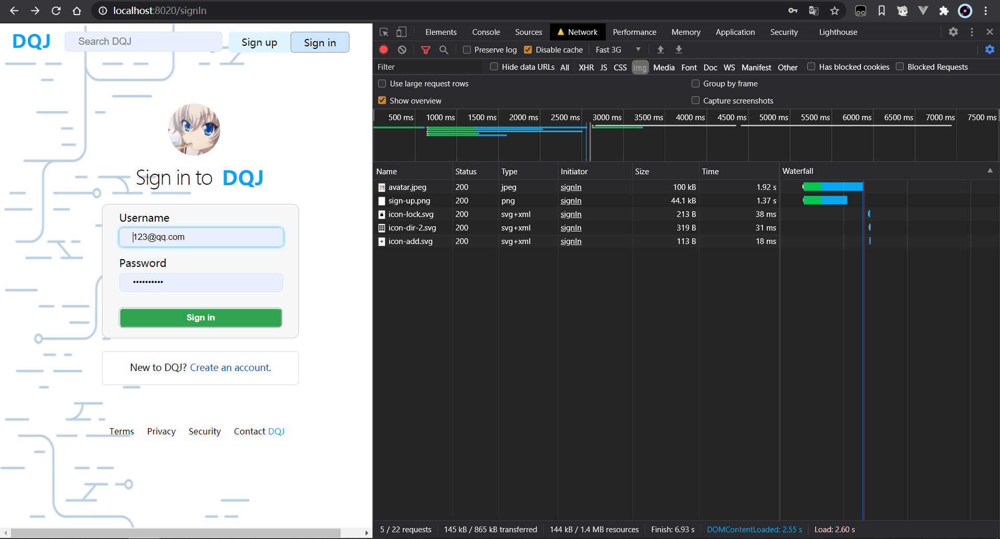 localhost:8020/signIn
DQJ
Search DQJ
Sign up
Sign in
Sign in to DQJ
Username
123@qq.com
Password
••••••••••
Sign in
New to DQJ? Create an account.
Terms Privacy Security Contact DQJ
Elements Console Sources Network Performance Memory Application Security Lighthouse
Preserve log Disable cache Fast 3G
Filter Hide data URLs All XHR JS CSS Img Media Font Doc WS Manifest Other Has blocked cookies Blocked Requests
Use large request rows Group by frame
Show overview Capture screenshots
500 ms 1000 ms 1500 ms 2000 ms 2500 ms 3000 ms 3500 ms 4000 ms 4500 ms 5000 ms 5500 ms 6000 ms 6500 ms 7000 ms 7500 ms
Name Status Type Initiator Size Time Waterfall
avatar.jpeg 200 jpeg signIn 100 kB 1.92 s
sign-up.png 200 png signIn 44.1 kB 1.37 s
icon-lock.svg 200 svg+xml signIn 213 B 38 ms
icon-dir-2.svg 200 svg+xml signIn 319 B 31 ms
icon-add.svg 200 svg+xml signIn 113 B 18 ms
5 / 22 requests 145 kB / 865 kB transferred 144 kB / 1.4 MB resources Finish: 6.93 s DOMContentLoaded: 2.55 s Load: 2.60 s